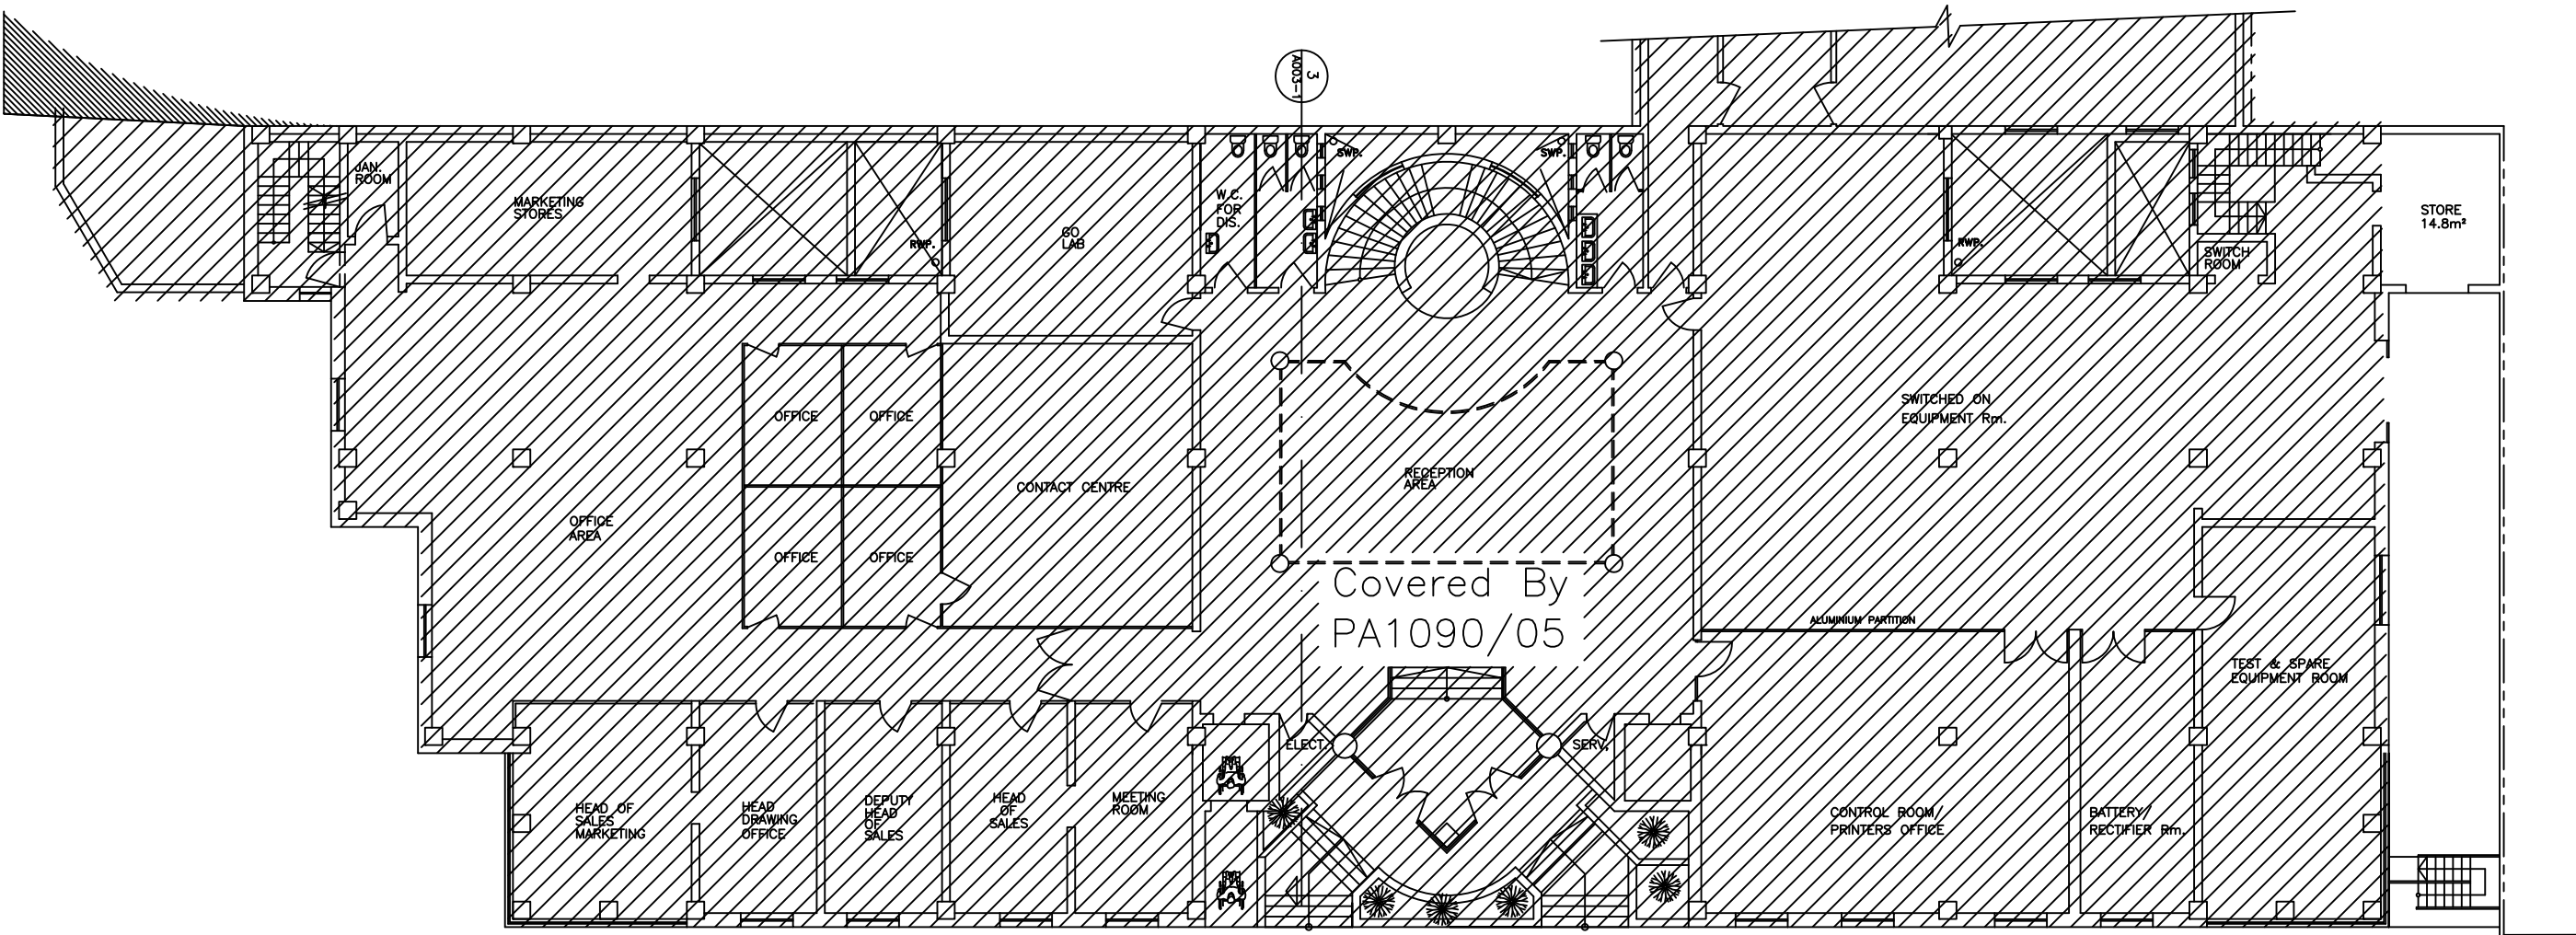 3
A003-1
JAN.
ROOM
MARKETING
STORES
RWP.
GO
LAB
W.C.
FOR
DIS.
SWP.
SWP.
RWP.
SWITCH
ROOM
STORE
14.8m²
OFFICE
OFFICE
OFFICE
OFFICE
OFFICE
AREA
CONTACT CENTRE
RECEPTION
AREA
SWITCHED ON
EQUIPMENT Rm.
Covered By
PA1090/05
ALUMINIUM PARTITION
TEST & SPARE
EQUIPMENT ROOM
ELECT.
SERV.
HEAD OF
SALES
MARKETING
HEAD
DRAWING
OFFICE
DEPUTY
HEAD
OF
SALES
HEAD
OF
SALES
MEETING
ROOM
CONTROL ROOM/
PRINTERS OFFICE
BATTERY/
RECTIFIER Rm.